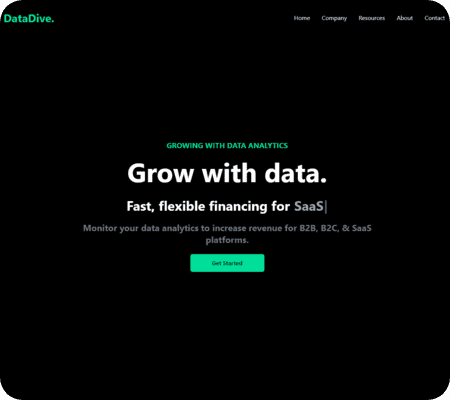 DataDive.
Home Company Resources About Contact
GROWING WITH DATA ANALYTICS
Grow with data.
Fast, flexible financing for SaaS|
Monitor your data analytics to increase revenue for B2B, B2C, & SaaS
platforms.
Get Started